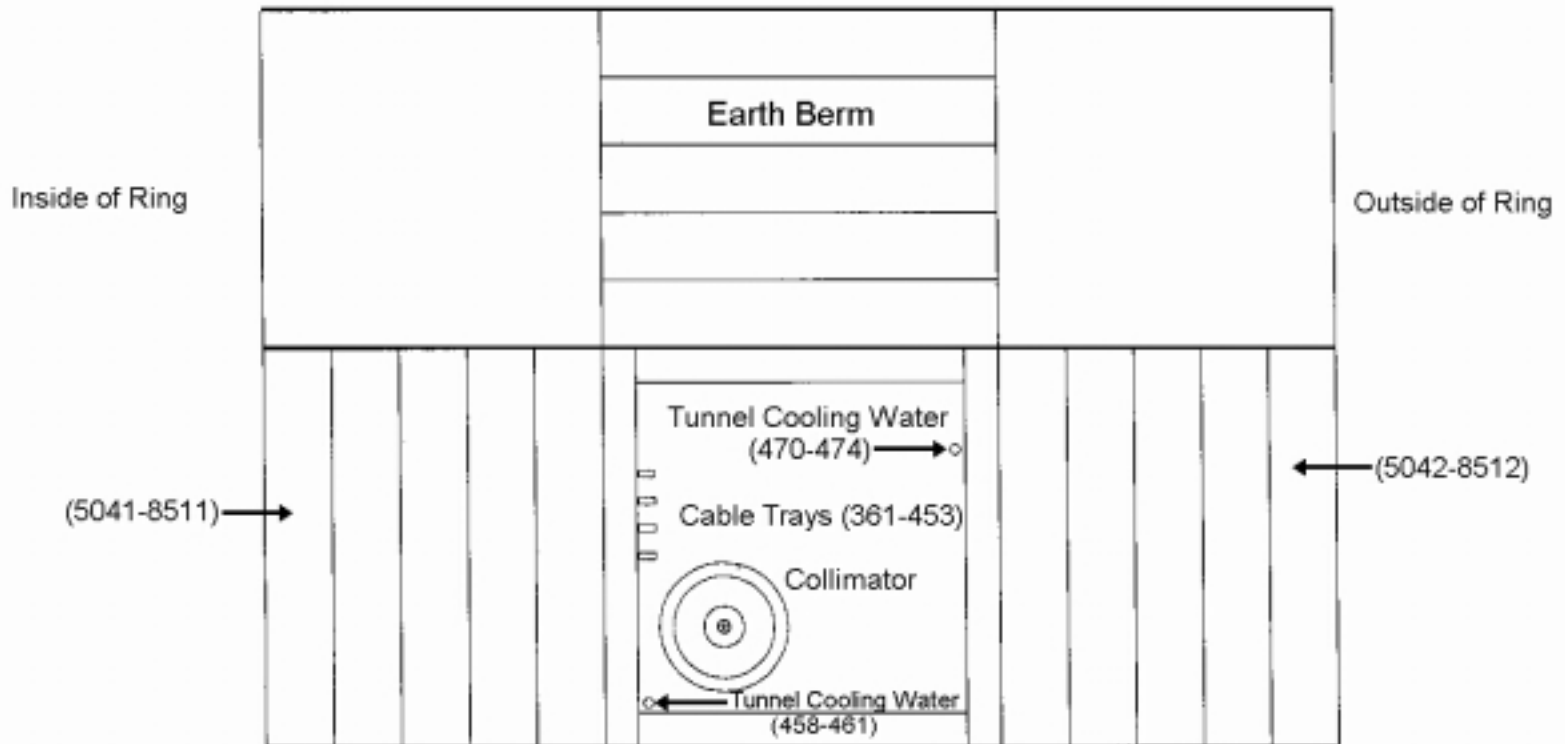 Earth Berm
Inside of Ring
Outside of Ring
Tunnel Cooling Water
(470-474)
(5042-8512)
(5041-8511)
Cable Trays (361-453)
Collimator
Tunnel Cooling Water
(458-461)